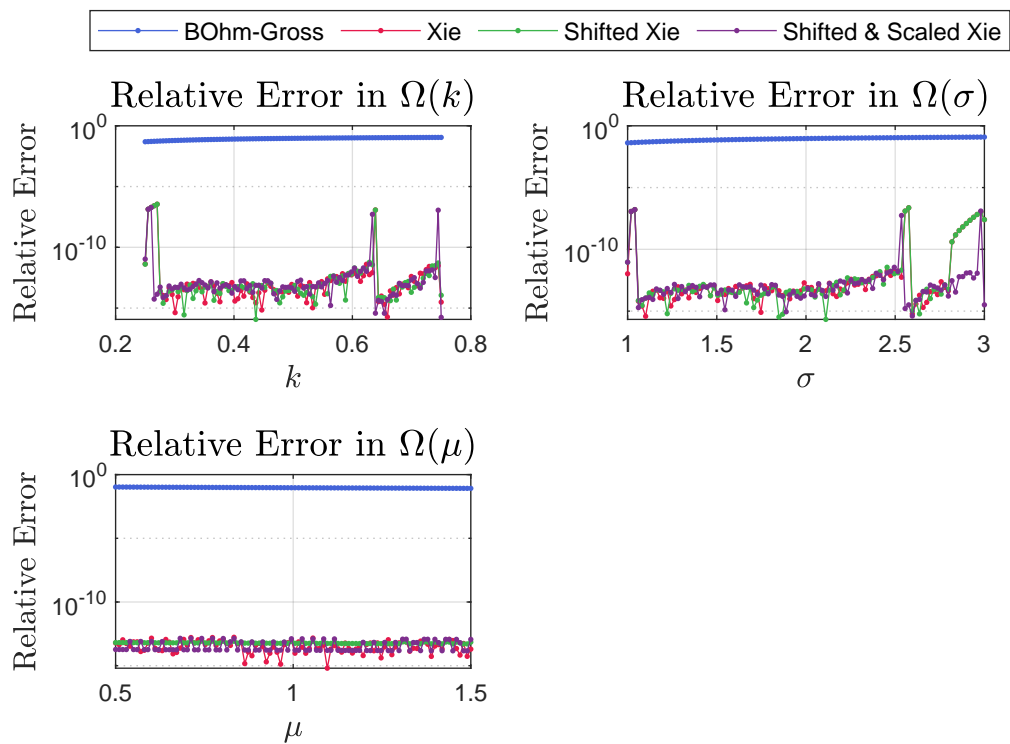 BOhm-Gross Xie Shifted Xie Shifted & Scaled Xie
Relative Error in Ω(k)
Relative Error
10^0
10^-10
0.2 0.4 0.6 0.8
k
Relative Error in Ω(σ)
Relative Error
10^0
10^-10
1 1.5 2 2.5 3
σ
Relative Error in Ω(μ)
Relative Error
10^0
10^-10
0.5 1 1.5
μ